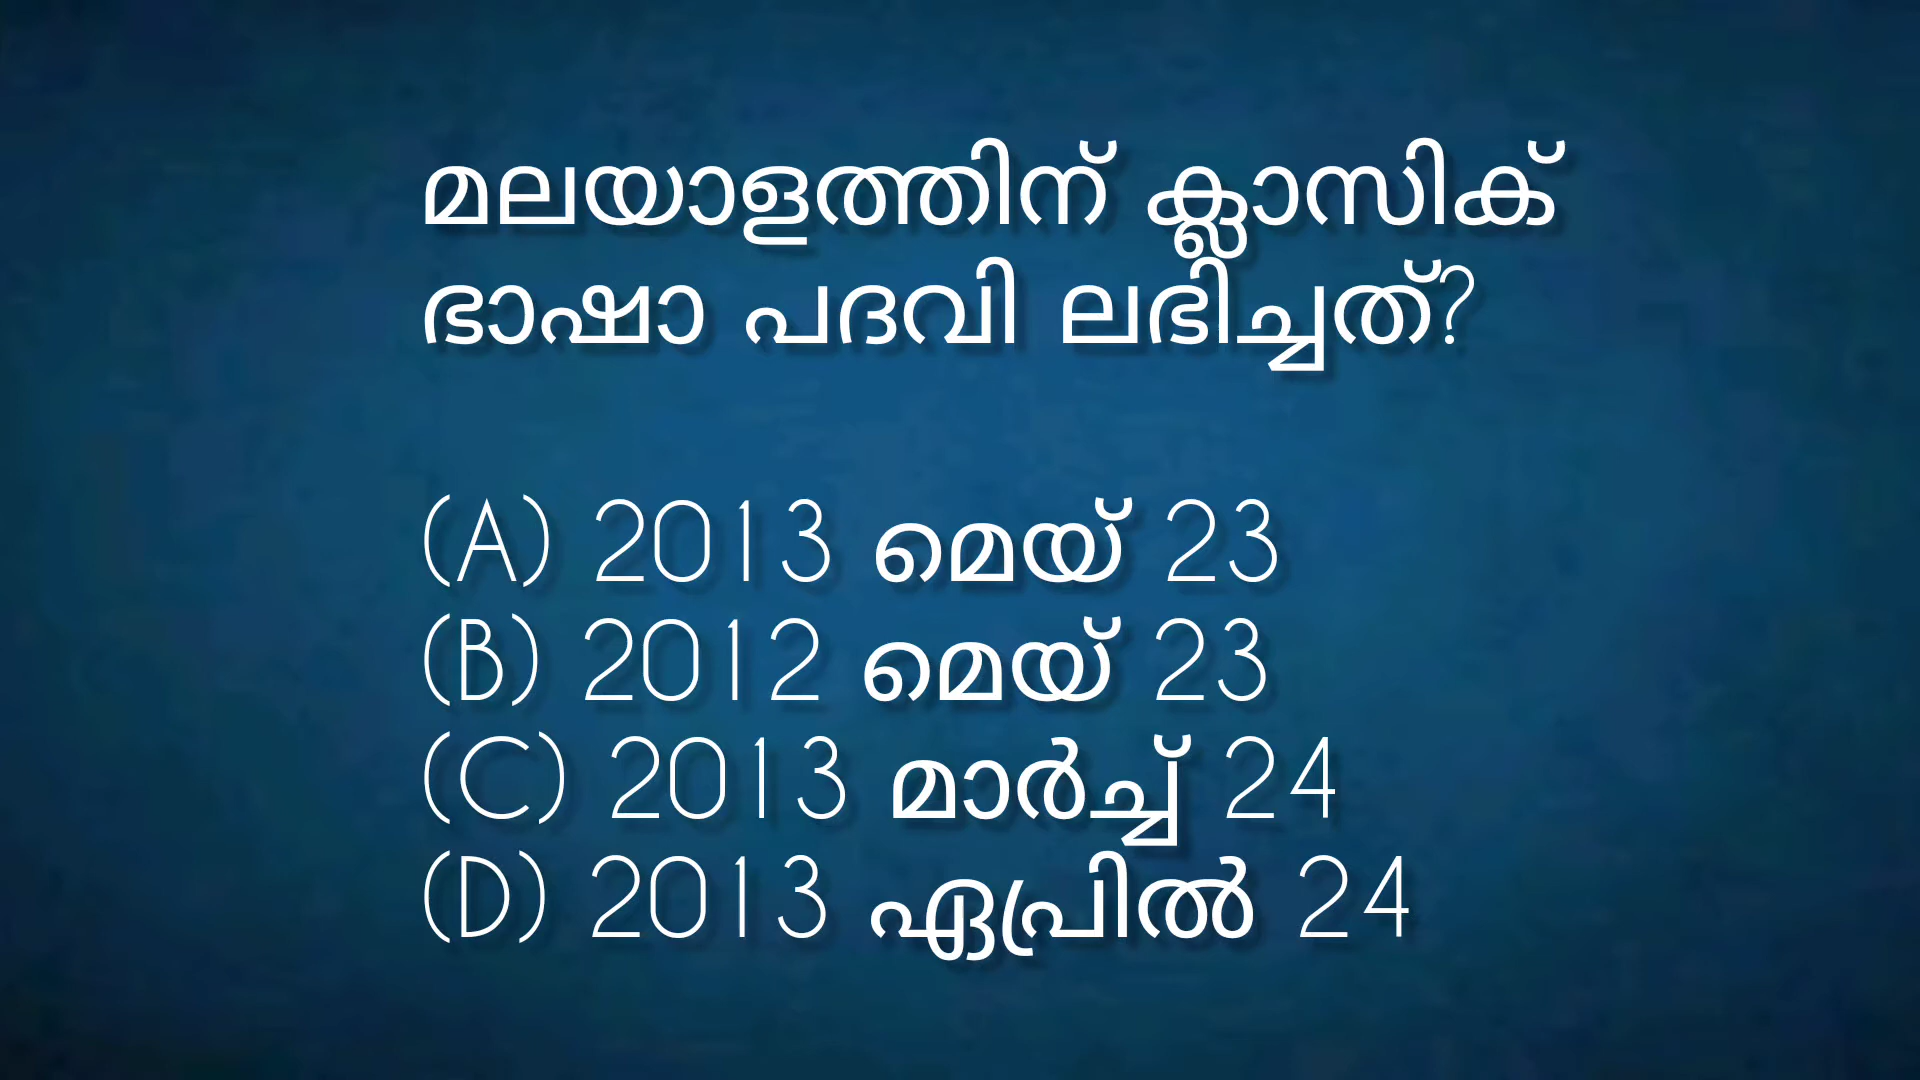 മലയാളത്തിന് ക്ലാസിക്
ഭാഷാ പദവി ലഭിച്ചത്?
(A) 2013 മെയ് 23
(B) 2012 മെയ് 23
(C) 2013 മാർച്ച് 24
(D) 2013 ഏപ്രിൽ 24